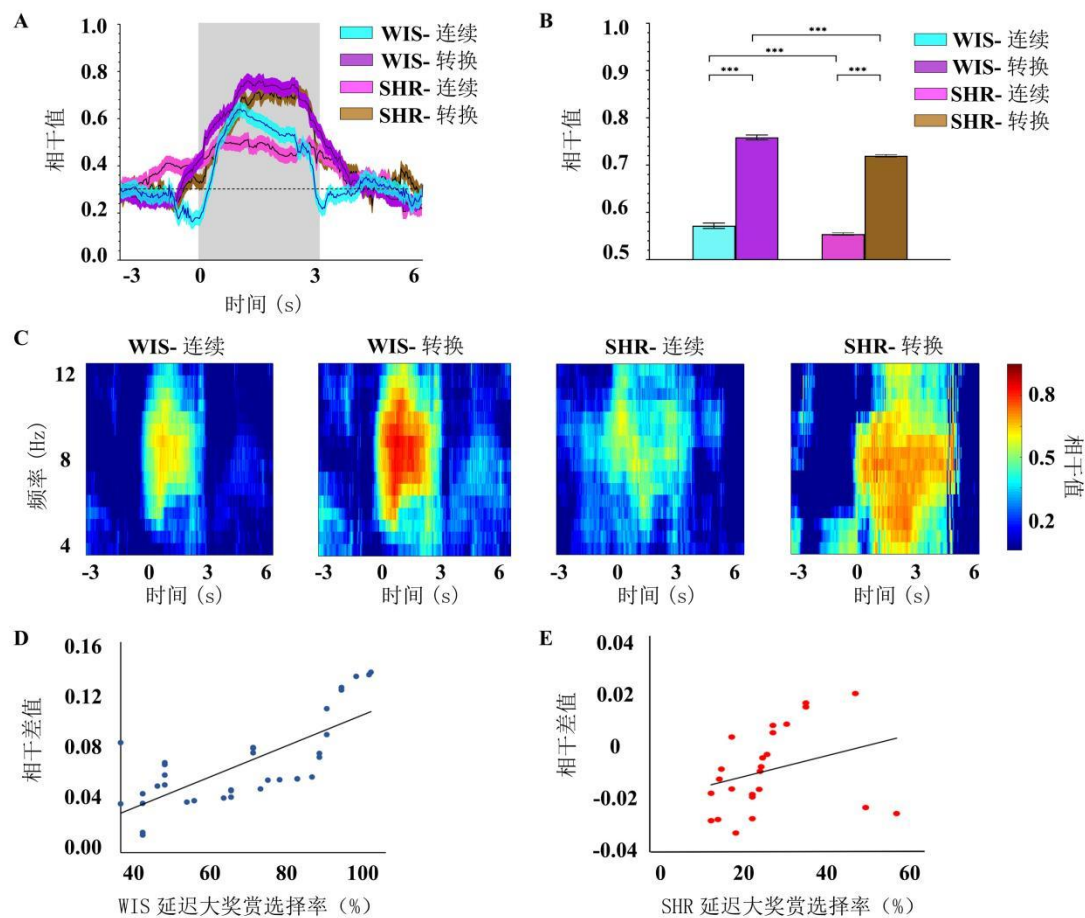 A
1.0
0.8
0.6
0.4
0.2
0.0
相干值
-3
0
3
6
时间 (s)
WIS- 连续
WIS- 转换
SHR- 连续
SHR- 转换
B
1.0
0.9
0.8
0.7
0.6
0.5
相干值
***
***
***
***
WIS- 连续
WIS- 转换
SHR- 连续
SHR- 转换
C
WIS- 连续
WIS- 转换
SHR- 连续
SHR- 转换
12
8
4
频率 (Hz)
-3 0 3 6
-3 0 3 6
-3 0 3 6
-3 0 3 6
时间 (s)
时间 (s)
时间 (s)
时间 (s)
0.8
0.5
0.2
相干值
D
0.16
0.12
0.08
0.04
0.00
相干差值
40 60 80 100
WIS 延迟大奖赏选择率 (%)
E
0.04
0.02
0
-0.02
-0.04
相干差值
0 20 40 60
SHR 延迟大奖赏选择率 (%)